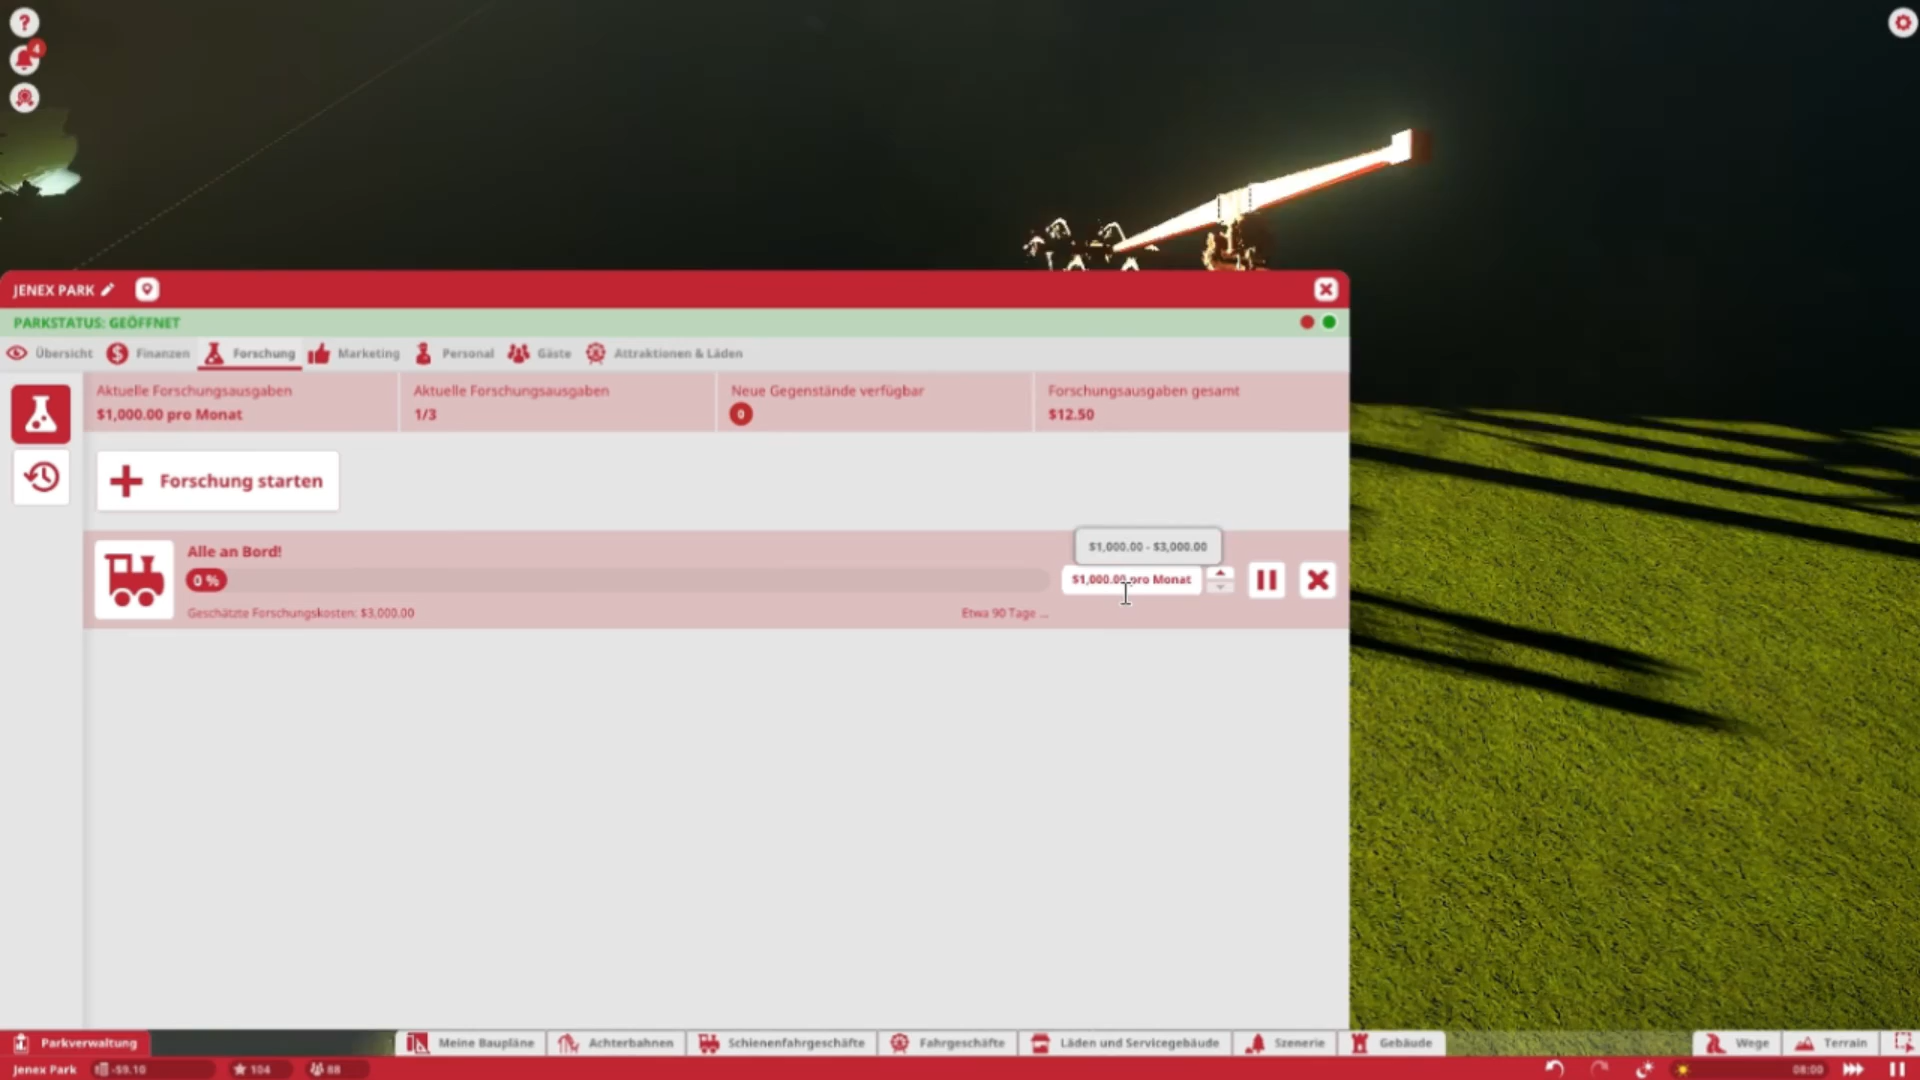 ?
4
JENEX PARK
PARKSTATUS: GEÖFFNET
Übersicht Finanzen Forschung Marketing Personal Gäste Attraktionen & Läden
Aktuelle Forschungsausgaben Aktuelle Forschungsausgaben Neue Gegenstände verfügbar Forschungsausgaben gesamt
$1,000.00 pro Monat 1/3 0 $12.50
Forschung starten
Alle an Bord!
$1,000.00 - $3,000.00
0 % $1,000.00 pro Monat
Geschätzte Forschungskosten: $3,000.00 Etwa 90 Tage ...
Parkverwaltung Meine Baupläne Achterbahnen Schienenfahrgeschäfte Fahrgeschäfte Läden und Servicegebäude Szenerie Gebäude Wege Terrain
Jenex Park -$9.10 104 88 08:00